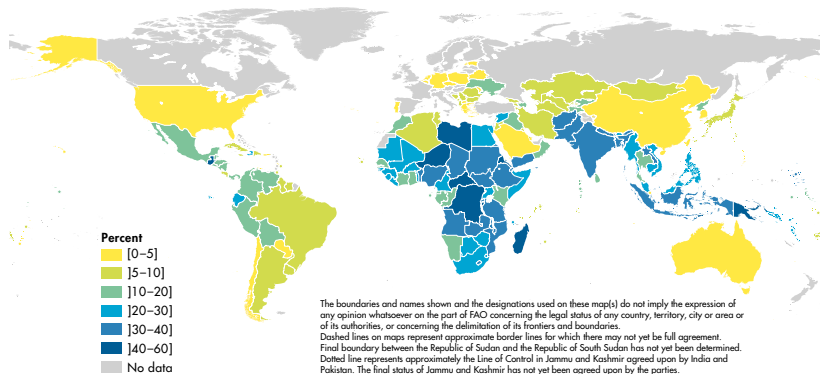 Percent
[0–5]
]5–10]
]10–20]
]20–30]
]30–40]
]40–60]
No data
The boundaries and names shown and the designations used on these map(s) do not imply the expression of
any opinion whatsoever on the part of FAO concerning the legal status of any country, territory, city or area or
of its authorities, or concerning the delimitation of its frontiers and boundaries.
Dashed lines on maps represent approximate border lines for which there may not yet be full agreement.
Final boundary between the Republic of Sudan and the Republic of South Sudan has not yet been determined.
Dotted line represents approximately the Line of Control in Jammu and Kashmir agreed upon by India and
Pakistan. The final status of Jammu and Kashmir has not yet been agreed upon by the parties.